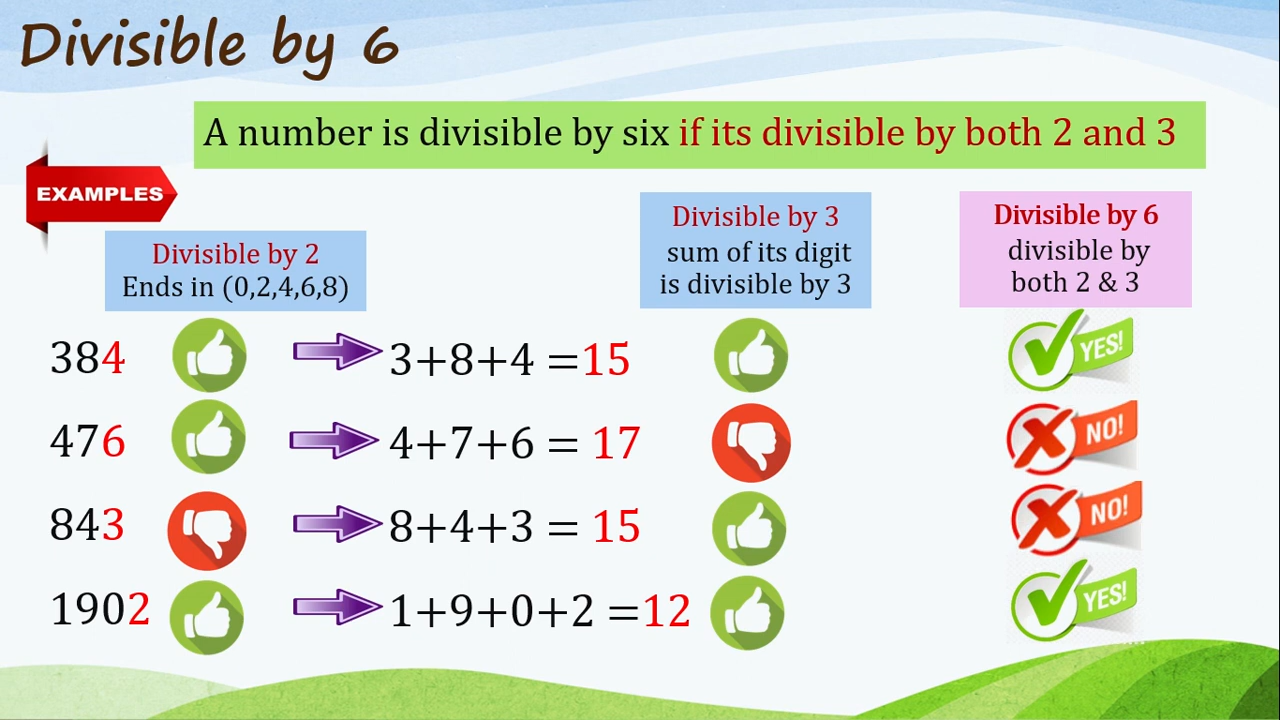 Divisible by 6
A number is divisible by six if its divisible by both 2 and 3
EXAMPLES
Divisible by 2
Ends in (0,2,4,6,8)
Divisible by 3
sum of its digit
is divisible by 3
Divisible by 6
divisible by
both 2 & 3
384 3+8+4 =15 YES!
476 4+7+6 = 17 NO!
843 8+4+3 = 15 NO!
1902 1+9+0+2 =12 YES!